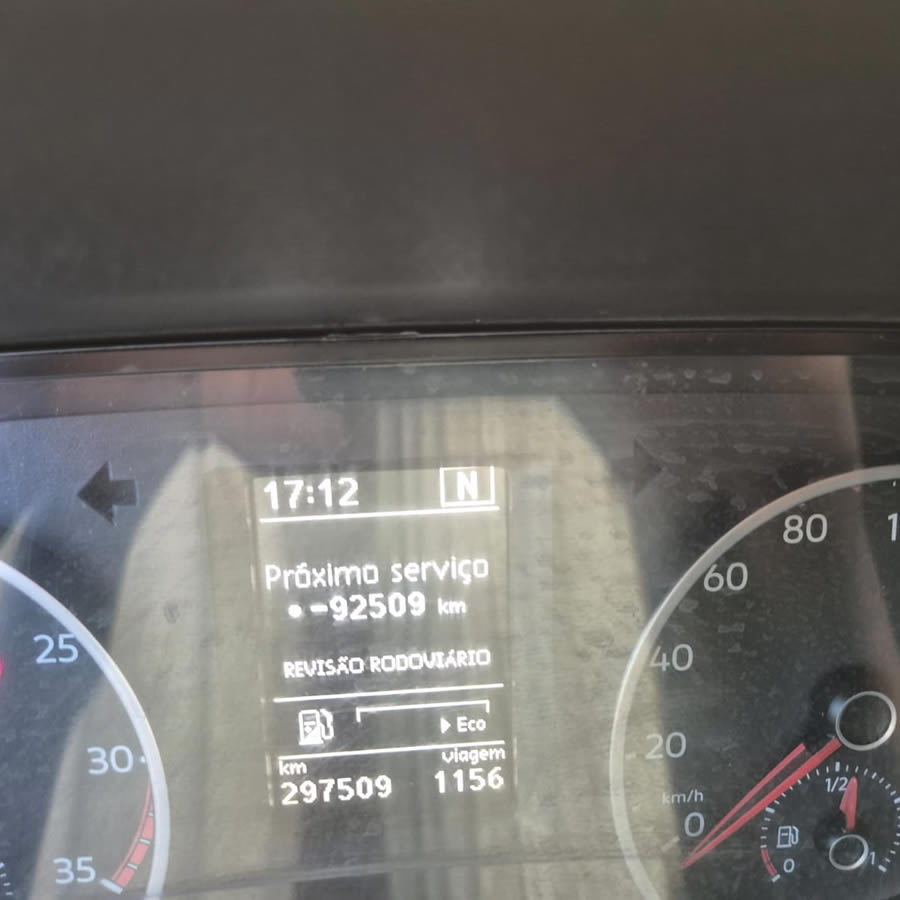 17:12 N
Próximo serviço
-92509 km
REVISÃO RODOVIÁRIO
Eco
km viagem
297509 1156
25
30
35
80
60
40
20
km/h
0
1/2
0
1